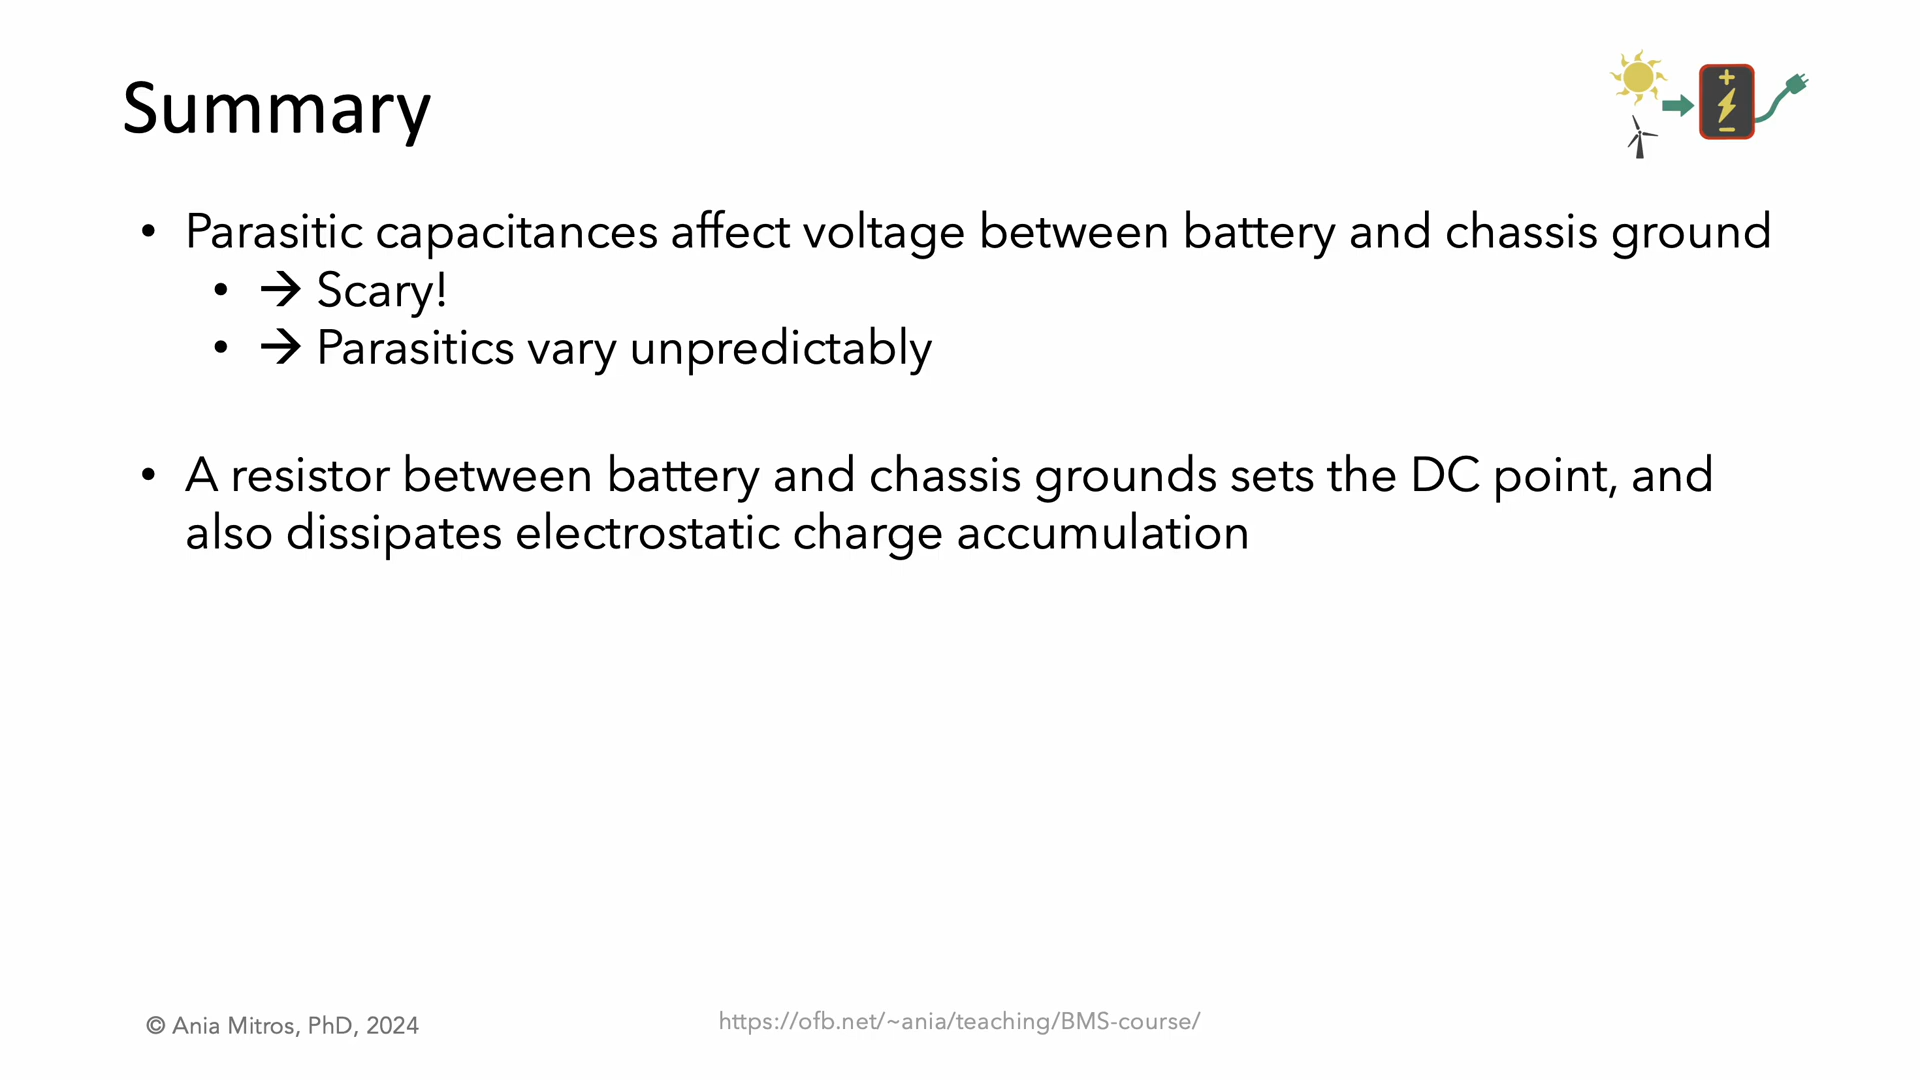 Summary
• Parasitic capacitances affect voltage between battery and chassis ground
• → Scary!
• → Parasitics vary unpredictably
• A resistor between battery and chassis grounds sets the DC point, and
also dissipates electrostatic charge accumulation
© Ania Mitros, PhD, 2024
https://ofb.net/~ania/teaching/BMS-course/